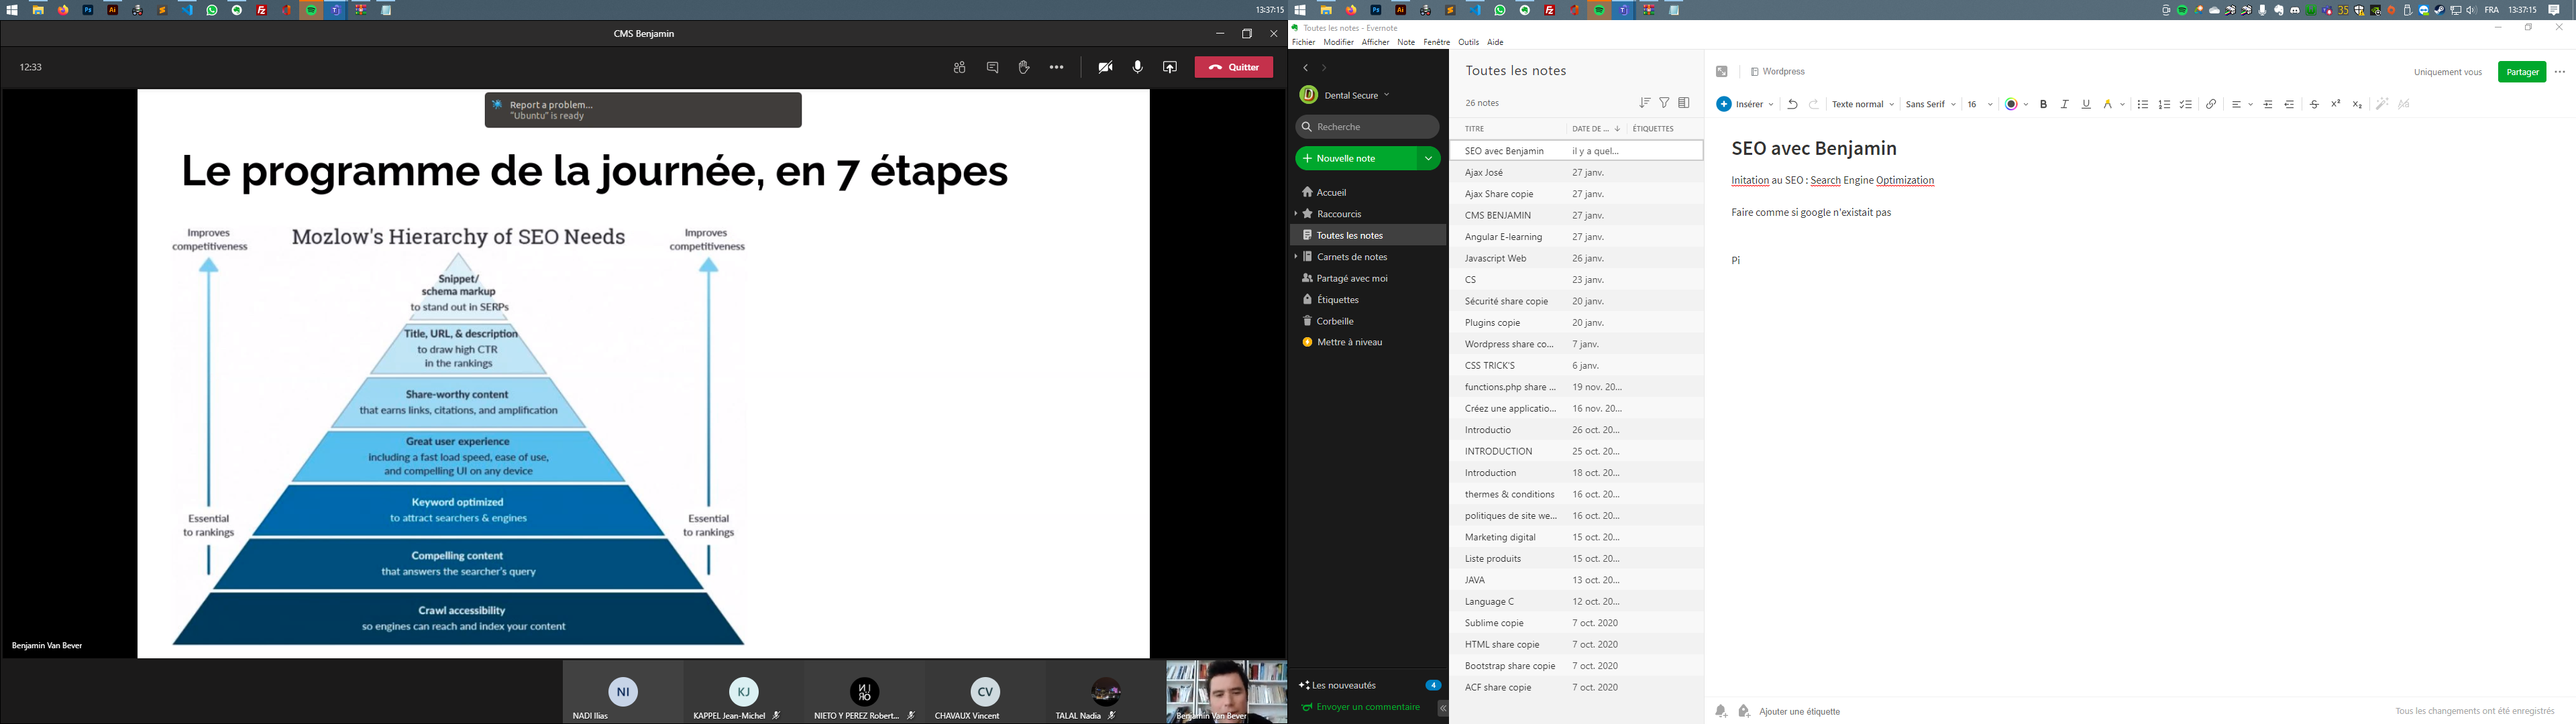 13:37:15
CMS Benjamin
12:33
Quitter
Report a problem...
"Ubuntu" is ready
Le programme de la journée, en 7 étapes
Mozlow's Hierarchy of SEO Needs
Improves
competitiveness
Improves
competitiveness
Snippet/
schema markup
to stand out in SERPs
Title, URL, & description
to draw high CTR
in the rankings
Share-worthy content
that earns links, citations, and amplification
Great user experience
including a fast load speed, ease of use,
and compelling UI on any device
Keyword optimized
to attract searchers & engines
Essential
to rankings
Essential
to rankings
Compelling content
that answers the searcher's query
Crawl accessibility
so engines can reach and index your content
Benjamin Van Bever
NI
NADI Ilias
KJ
KAPPEL Jean-Michel
NIETO Y PEREZ Robert...
CV
CHAVAUX Vincent
TALAL Nadia
Benjamin Van Bever
35
FRA
13:37:15
Toutes les notes - Evernote
Fichier Modifier Afficher Note Fenêtre Outils Aide
Dental Secure
Recherche
Nouvelle note
Accueil
Raccourcis
Toutes les notes
Carnets de notes
Partagé avec moi
Étiquettes
Corbeille
Mettre à niveau
Les nouveautés 4
Envoyer un commentaire
Toutes les notes
26 notes
TITRE DATE DE ... ÉTIQUETTES
SEO avec Benjamin il y a quel...
Ajax José 27 janv.
Ajax Share copie 27 janv.
CMS BENJAMIN 27 janv.
Angular E-learning 27 janv.
Javascript Web 26 janv.
CS 23 janv.
Sécurité share copie 20 janv.
Plugins copie 20 janv.
Wordpress share co... 7 janv.
CSS TRICK'S 6 janv.
functions.php share ... 19 nov. 20...
Créez une applicatio... 16 nov. 20...
Introductio 26 oct. 20...
INTRODUCTION 25 oct. 20...
Introduction 18 oct. 20...
thermes & conditions 16 oct. 20...
politiques de site we... 16 oct. 20...
Marketing digital 15 oct. 20...
Liste produits 15 oct. 20...
JAVA 13 oct. 20...
Language C 12 oct. 20...
Sublime copie 7 oct. 2020
HTML share copie 7 oct. 2020
Bootstrap share copie 7 oct. 2020
ACF share copie 7 oct. 2020
Wordpress
Uniquement vous
Partager
Insérer Texte normal Sans Serif 16
SEO avec Benjamin
Initation au SEO : Search Engine Optimization
Faire comme si google n'existait pas
Pi
Ajouter une étiquette
Tous les changements ont été enregistrés